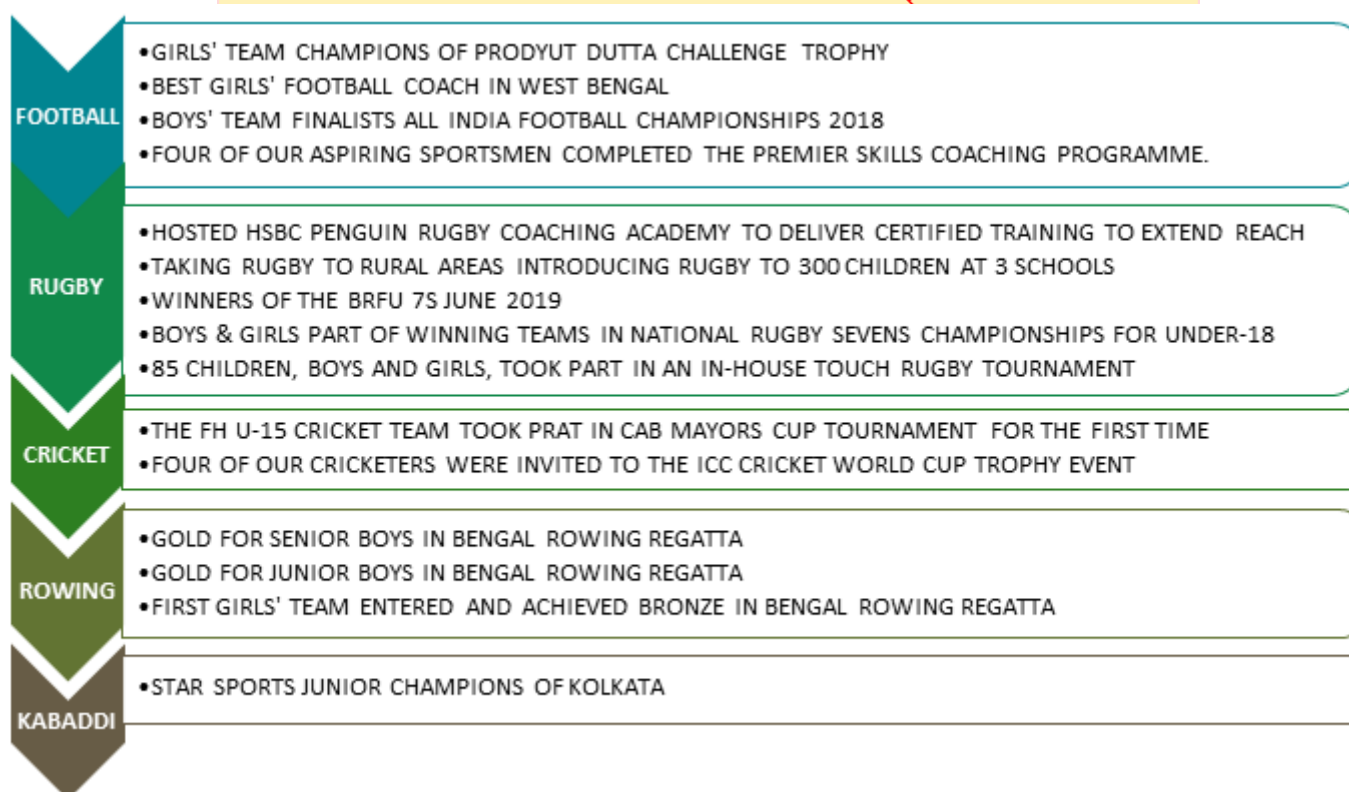 FOOTBALL
•GIRLS' TEAM CHAMPIONS OF PRODYUT DUTTA CHALLENGE TROPHY
•BEST GIRLS' FOOTBALL COACH IN WEST BENGAL
•BOYS' TEAM FINALISTS ALL INDIA FOOTBALL CHAMPIONSHIPS 2018
•FOUR OF OUR ASPIRING SPORTSMEN COMPLETED THE PREMIER SKILLS COACHING PROGRAMME.
RUGBY
•HOSTED HSBC PENGUIN RUGBY COACHING ACADEMY TO DELIVER CERTIFIED TRAINING TO EXTEND REACH
•TAKING RUGBY TO RURAL AREAS INTRODUCING RUGBY TO 300 CHILDREN AT 3 SCHOOLS
•WINNERS OF THE BRFU 7S JUNE 2019
•BOYS & GIRLS PART OF WINNING TEAMS IN NATIONAL RUGBY SEVENS CHAMPIONSHIPS FOR UNDER-18
•85 CHILDREN, BOYS AND GIRLS, TOOK PART IN AN IN-HOUSE TOUCH RUGBY TOURNAMENT
CRICKET
•THE FH U-15 CRICKET TEAM TOOK PRAT IN CAB MAYORS CUP TOURNAMENT FOR THE FIRST TIME
•FOUR OF OUR CRICKETERS WERE INVITED TO THE ICC CRICKET WORLD CUP TROPHY EVENT
ROWING
•GOLD FOR SENIOR BOYS IN BENGAL ROWING REGATTA
•GOLD FOR JUNIOR BOYS IN BENGAL ROWING REGATTA
•FIRST GIRLS' TEAM ENTERED AND ACHIEVED BRONZE IN BENGAL ROWING REGATTA
KABADDI
•STAR SPORTS JUNIOR CHAMPIONS OF KOLKATA